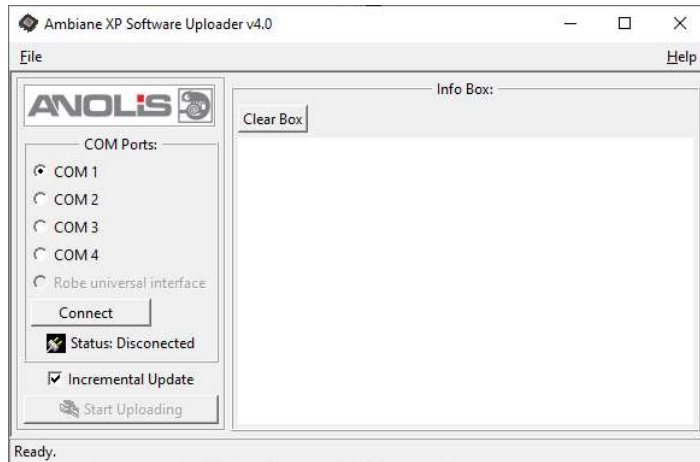 Ambiane XP Software Uploader v4.0
File
Help
ANOLiS
COM Ports:
COM 1
COM 2
COM 3
COM 4
Robe universal interface
Connect
Status: Disconected
Incremental Update
Start Uploading
Info Box:
Clear Box
Ready.